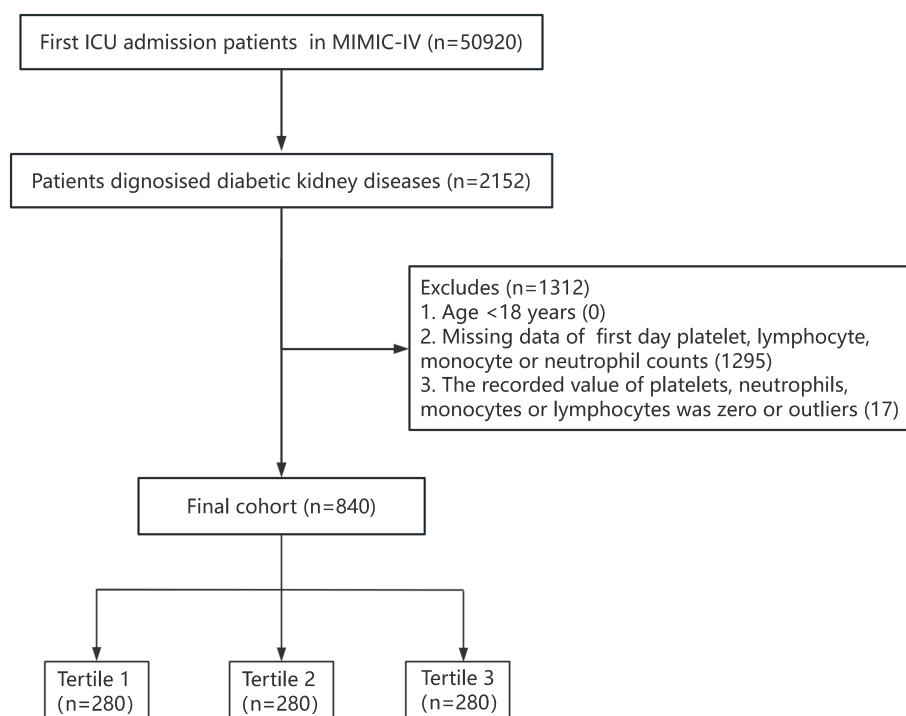 First ICU admission patients in MIMIC-IV (n=50920)
Patients dignosised diabetic kidney diseases (n=2152)
Excludes (n=1312)
1. Age <18 years (0)
2. Missing data of first day platelet, lymphocyte,
monocyte or neutrophil counts (1295)
3. The recorded value of platelets, neutrophils,
monocytes or lymphocytes was zero or outliers (17)
Final cohort (n=840)
Tertile 1
(n=280)
Tertile 2
(n=280)
Tertile 3
(n=280)